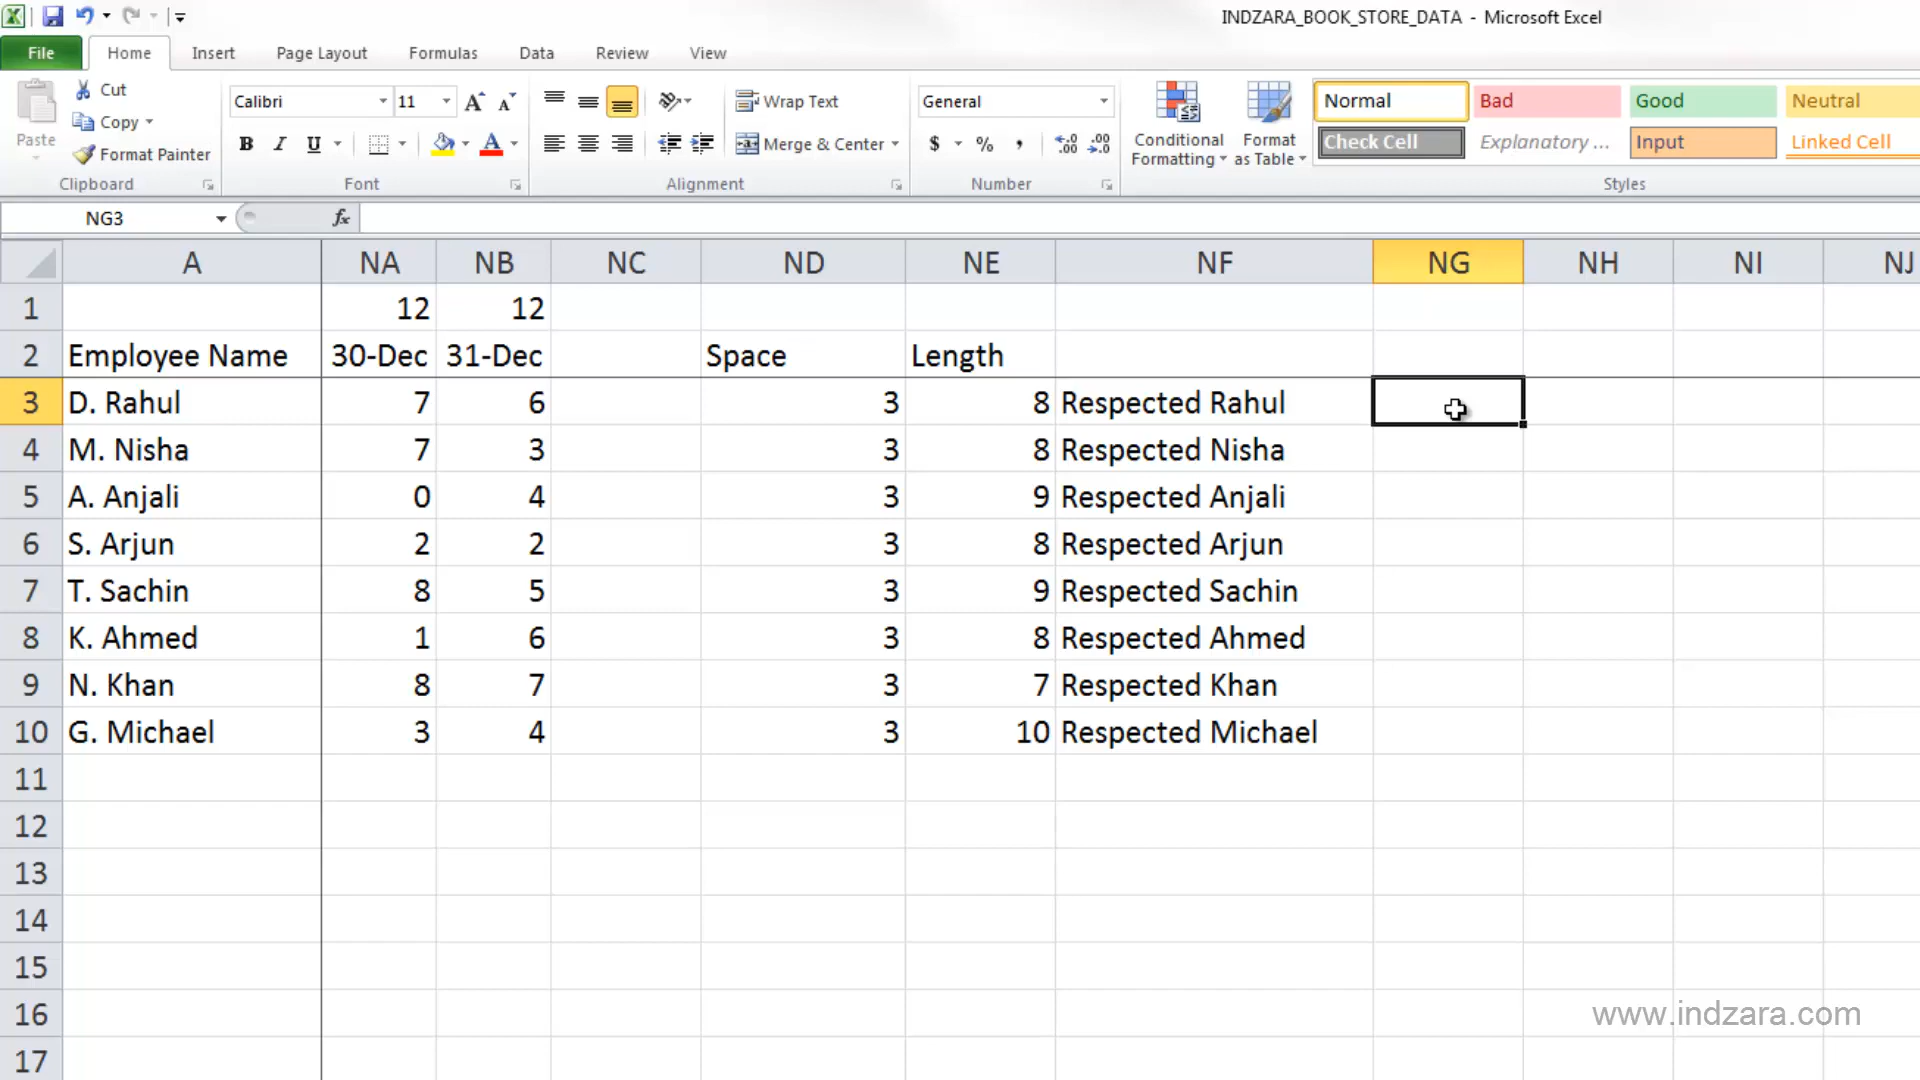 INDZARA_BOOK_STORE_DATA - Microsoft Excel
File Home Insert Page Layout Formulas Data Review View
Paste
Cut
Copy
Format Painter
Clipboard
Calibri 11
B I U
Font
Wrap Text
Merge & Center
Alignment
General
$ % ,
Number
Conditional Formatting
Format as Table
Normal Bad Good Neutral
Check Cell Explanatory ... Input Linked Cell
Styles
NG3 fx
A NA NB NC ND NE NF NG NH NI NJ
1 12 12
2 Employee Name 30-Dec 31-Dec Space Length
3 D. Rahul 7 6 3 8 Respected Rahul
4 M. Nisha 7 3 3 8 Respected Nisha
5 A. Anjali 0 4 3 9 Respected Anjali
6 S. Arjun 2 2 3 8 Respected Arjun
7 T. Sachin 8 5 3 9 Respected Sachin
8 K. Ahmed 1 6 3 8 Respected Ahmed
9 N. Khan 8 7 3 7 Respected Khan
10 G. Michael 3 4 3 10 Respected Michael
11
12
13
14
15
16
17
www.indzara.com